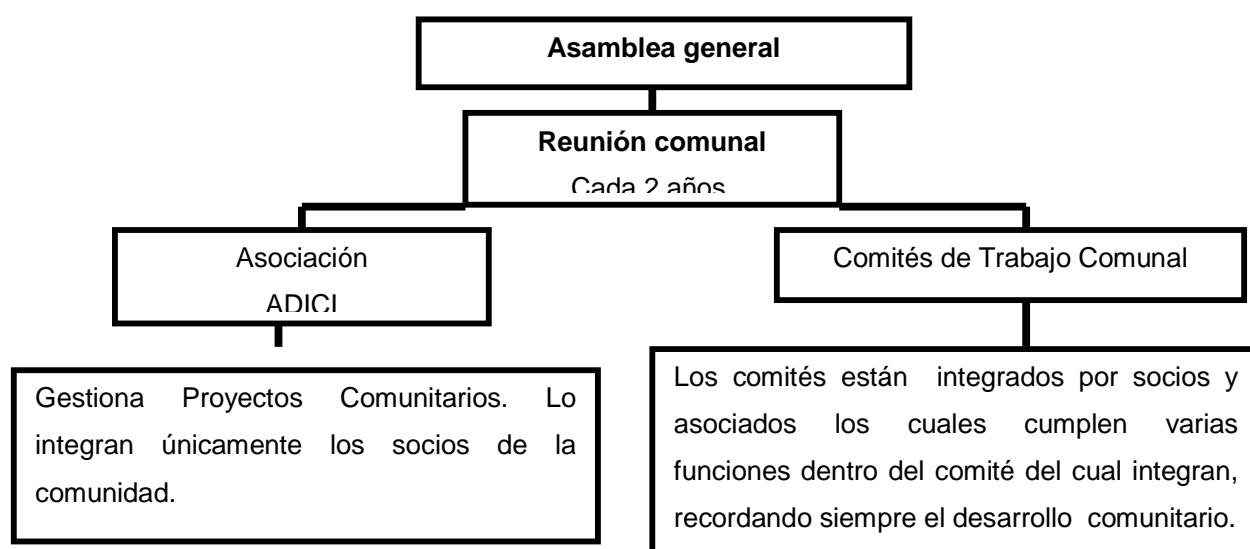 Asamblea general
Reunión comunal
Cada 2 años
Asociación
ADICI
Comités de Trabajo Comunal
Gestiona Proyectos Comunitarios. Lo
integran únicamente los socios de la
comunidad.
Los comités están integrados por socios y
asociados los cuales cumplen varias
funciones dentro del comité del cual integran,
recordando siempre el desarrollo comunitario.